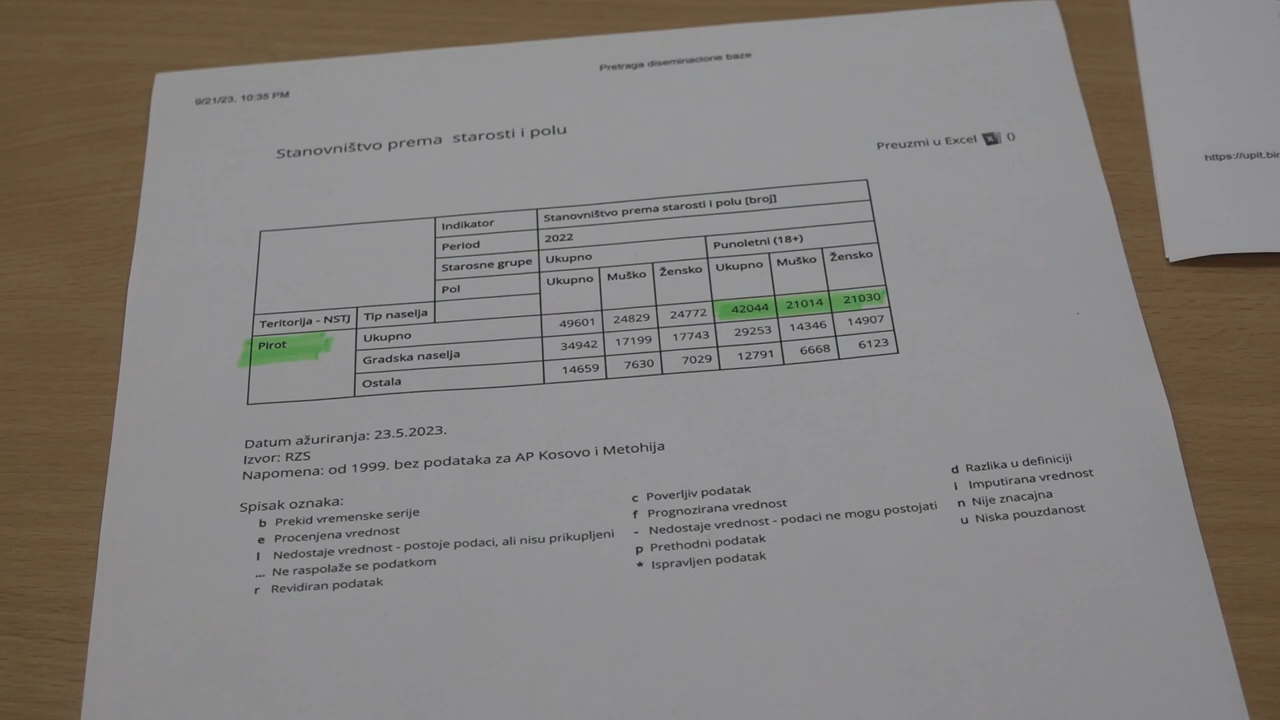 9/21/23, 10:35 PM
Pretraga diseminacione baze
Stanovništvo prema starosti i polu
Preuzmi u Excel 0
Indikator Stanovništvo prema starosti i polu [broj]
Period 2022
Starosne grupe Ukupno Punoletni (18+)
Pol Ukupno Muško Žensko Ukupno Muško Žensko
Teritorija - NSTJ Tip naselja
Pirot Ukupno 49601 24829 24772 42044 21014 21030
Gradska naselja 34942 17199 17743 29253 14346 14907
Ostala 14659 7630 7029 12791 6668 6123
Datum ažuriranja: 23.5.2023.
Izvor: RZS
Napomena: od 1999. bez podataka za AP Kosovo i Metohija
Spisak oznaka:
b Prekid vremenske serije
e Procenjena vrednost
l Nedostaje vrednost - postoje podaci, ali nisu prikupljeni
... Ne raspolaže se podatkom
r Revidiran podatak
c Poverljiv podatak
f Prognozirana vrednost
- Nedostaje vrednost - podaci ne mogu postojati
p Prethodni podatak
* Ispravljen podatak
d Razlika u definiciji
i Imputirana vrednost
n Nije znacajna
u Niska pouzdanost
https://upit.bir